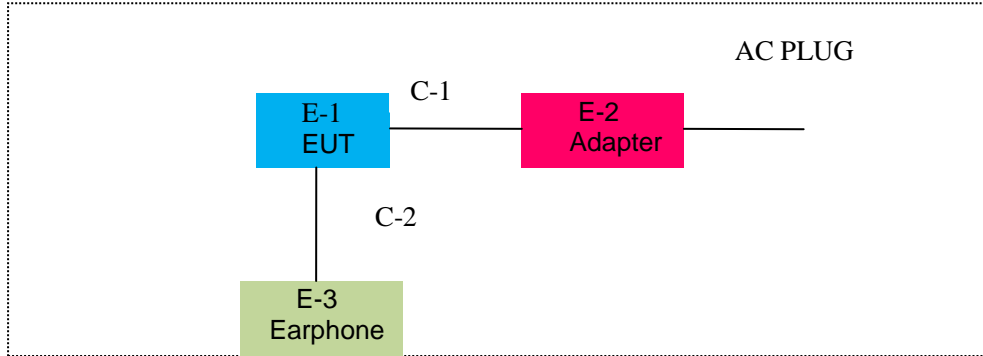 AC PLUG
C-1
E-1
EUT
E-2
Adapter
C-2
E-3
Earphone